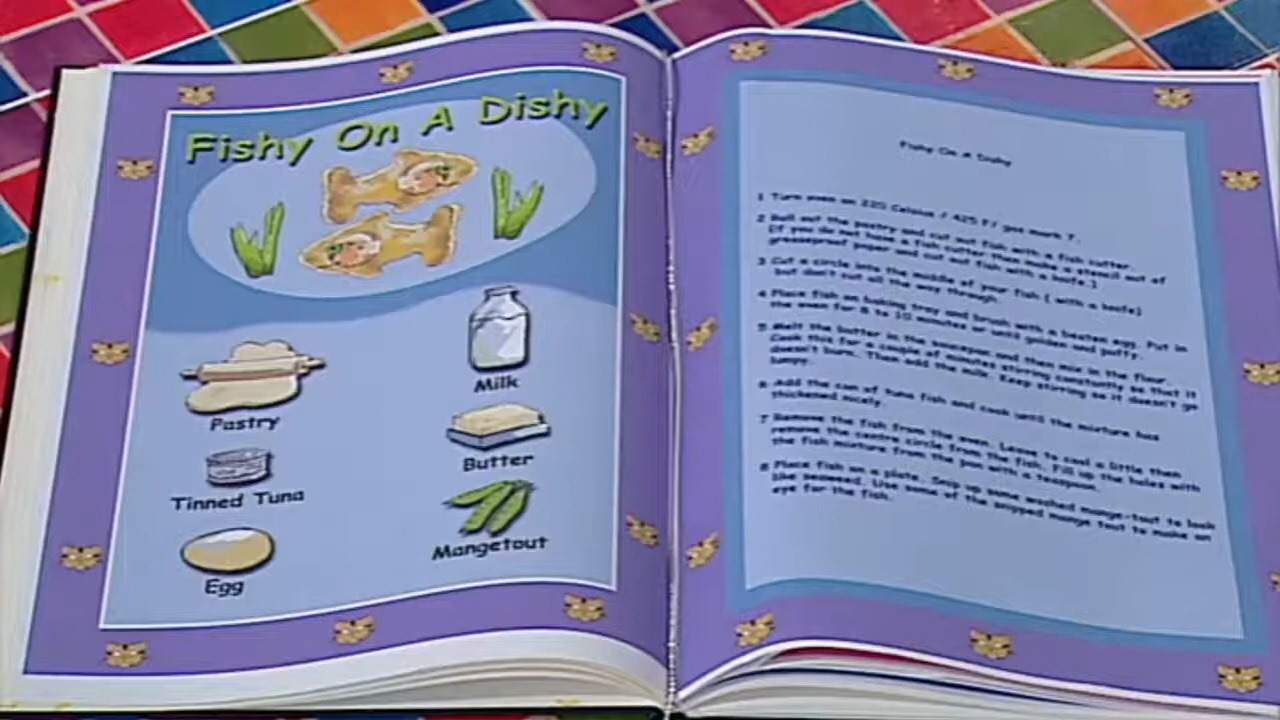 Fishy On A Dishy
Milk
Pastry
Butter
Tinned Tuna
Mangetout
Egg
Fishy On A Dishy
1 Turn oven on 220 Celsius / 425 F/ gas mark 7.
2 Roll out the pastry and cut out fish with a fish cutter.
(If you do not have a fish cutter then make a stencil out of
greaseproof paper and cut out fish with a knife.)
3 Cut a circle into the middle of your fish ( with a knife)
but don't cut all the way through.
4 Place fish on baking tray and brush with a beaten egg. Put in
the oven for 8 to 10 minutes or until golden and puffy.
5 Melt the butter in the saucepan and then mix in the flour.
Cook this for a couple of minutes stirring constantly so that it
doesn't burn. Then add the milk. Keep stirring so it doesn't go
lumpy.
6 Add the can of tuna fish and cook until the mixture has
thickened nicely.
7 Remove the fish from the oven. Leave to cool a little then
remove the centre circle from the fish. Fill up the holes with
the fish mixture from the pan with a teaspoon.
8 Place fish on a plate. Snip up some washed mange-tout to look
like seaweed. Use some of the snipped mange tout to make an
eye for the fish.